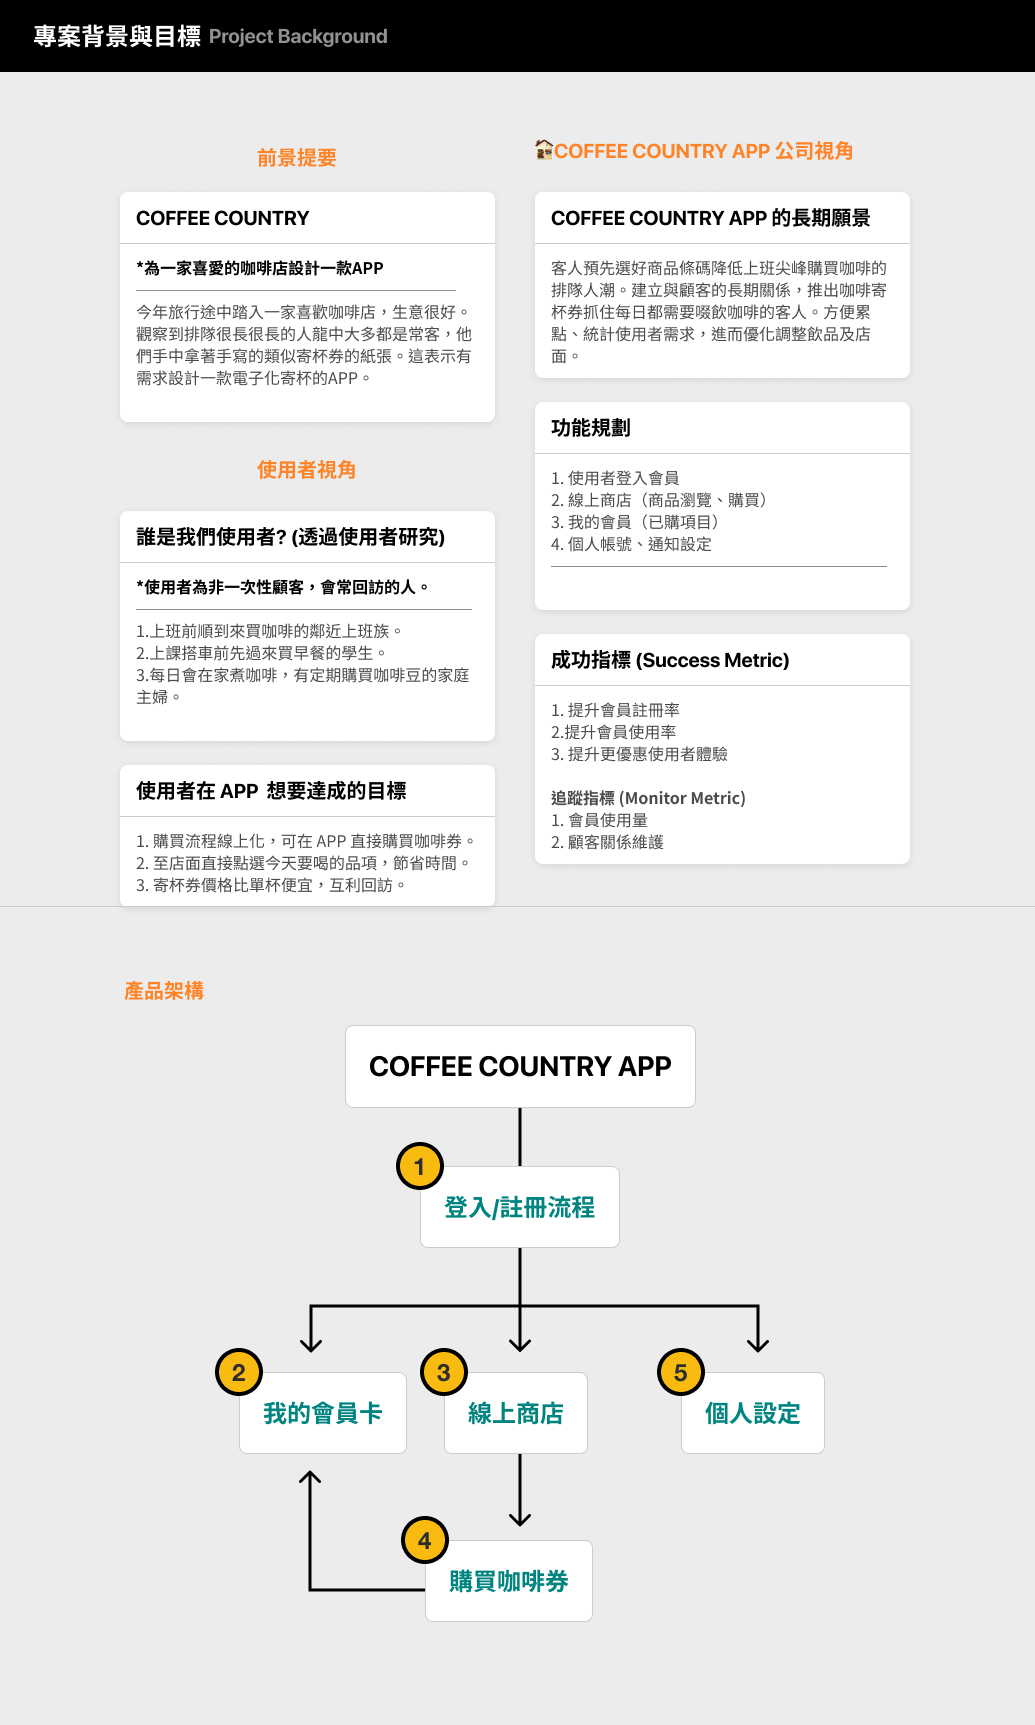 專案背景與目標 Project Background
前景提要
COFFEE COUNTRY
*為一家喜愛的咖啡店設計一款APP
今年旅行途中踏入一家喜歡咖啡店，生意很好。
觀察到排隊很長很長的人龍中大多都是常客，他
們手中拿著手寫的類似寄杯券的紙張。這表示有
需求設計一款電子化寄杯的APP。
使用者視角
誰是我們使用者? (透過使用者研究)
*使用者為非一次性顧客，會常回訪的人。
1.上班前順到來買咖啡的鄰近上班族。
2.上課搭車前先過來買早餐的學生。
3.每日會在家煮咖啡，有定期購買咖啡豆的家庭
主婦。
使用者在 APP 想要達成的目標
1. 購買流程線上化，可在 APP 直接購買咖啡券。
2. 至店面直接點選今天要喝的品項，節省時間。
3. 寄杯券價格比單杯便宜，互利回訪。
COFFEE COUNTRY APP 公司視角
COFFEE COUNTRY APP 的長期願景
客人預先選好商品條碼降低上班尖峰購買咖啡的
排隊人潮。建立與顧客的長期關係，推出咖啡寄
杯券抓住每日都需要啜飲咖啡的客人。方便累
點、統計使用者需求，進而優化調整飲品及店
面。
功能規劃
1. 使用者登入會員
2. 線上商店（商品瀏覽、購買）
3. 我的會員（已購項目）
4. 個人帳號、通知設定
成功指標 (Success Metric)
1. 提升會員註冊率
2.提升會員使用率
3. 提升更優惠使用者體驗
追蹤指標 (Monitor Metric)
1. 會員使用量
2. 顧客關係維護
產品架構
COFFEE COUNTRY APP
1
登入/註冊流程
2
我的會員卡
3
線上商店
5
個人設定
4
購買咖啡券